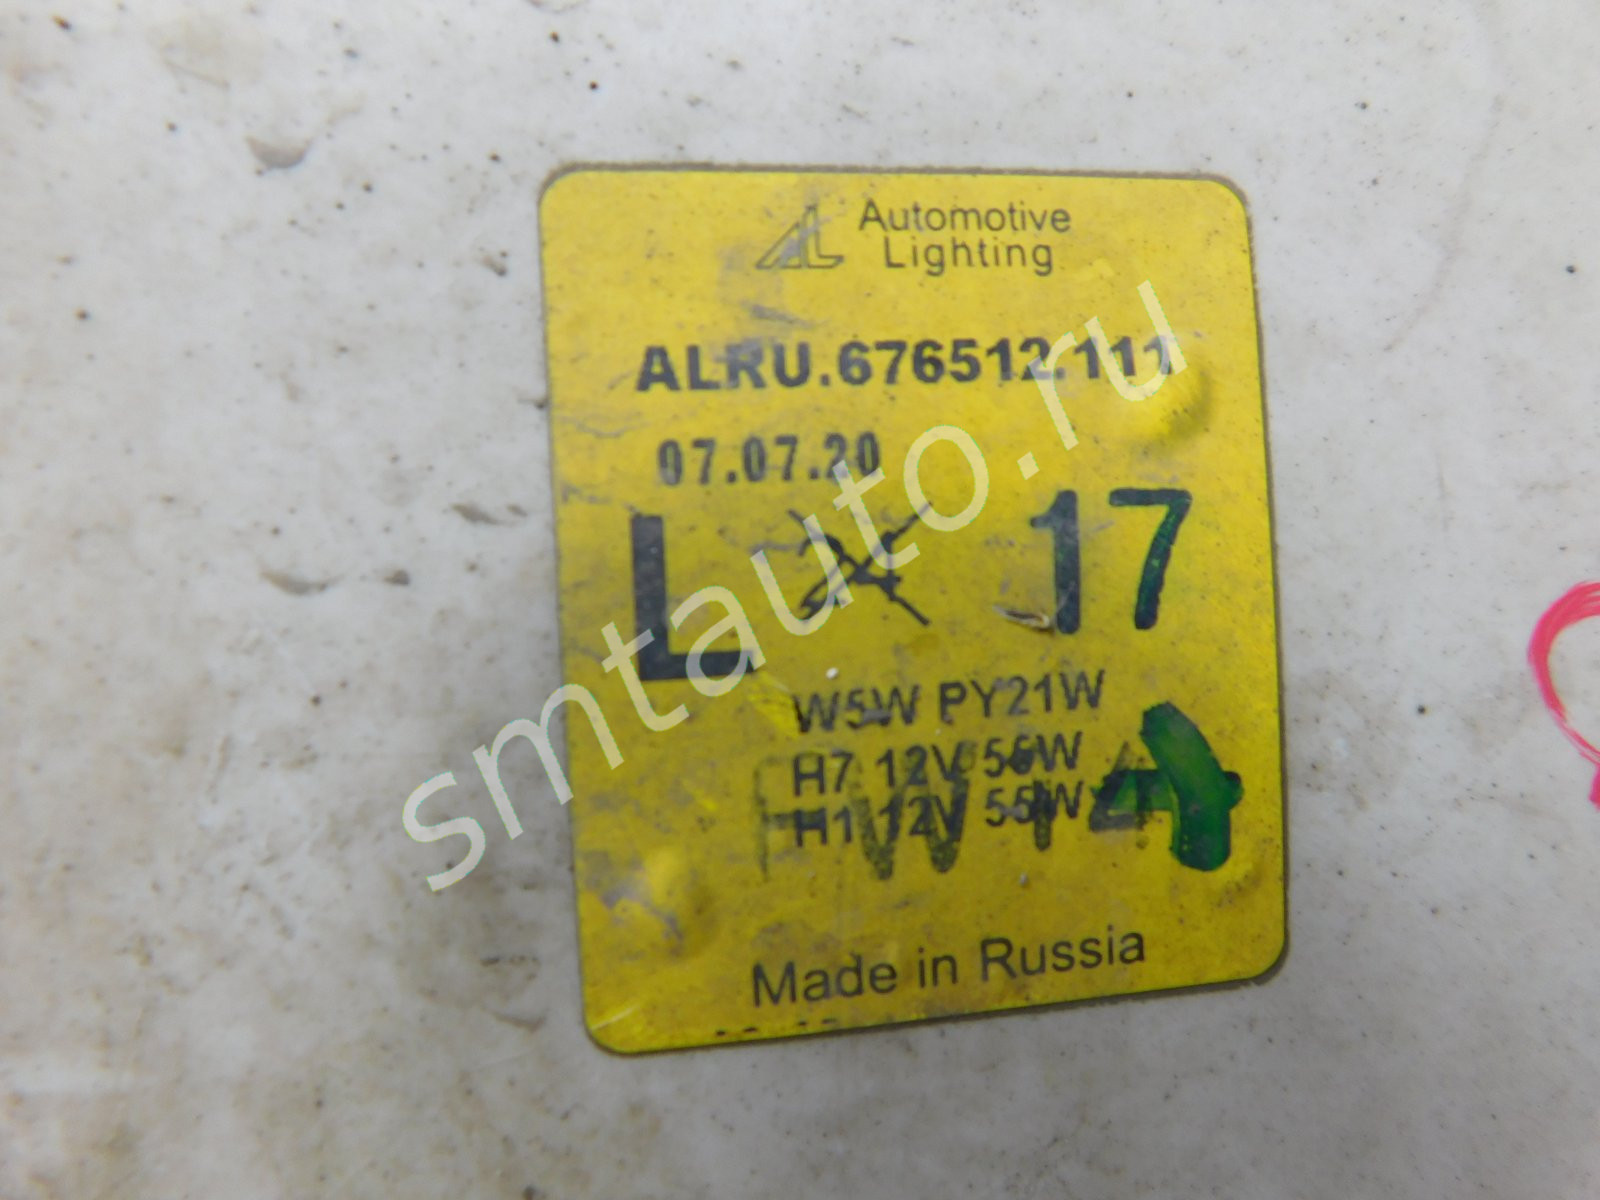 AL Automotive
Lighting
ALRU.676512.111
07.07.20
L 17
W5W PY21W
H7 12V 55W
H1 12V 55W
Made in Russia
smtauto.ru